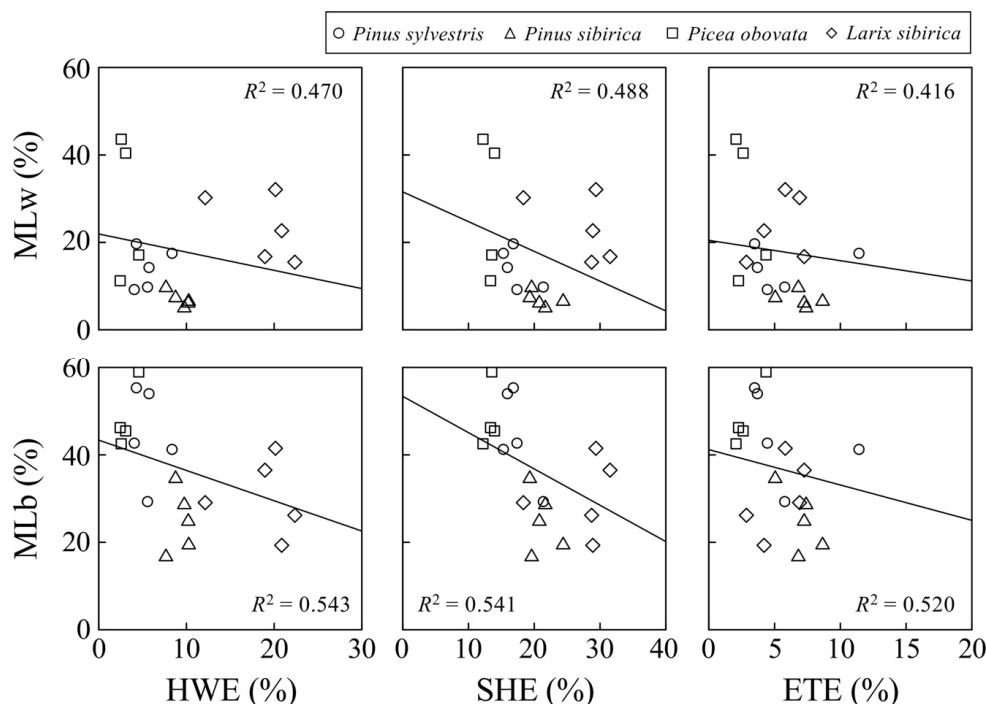 Pinus sylvestris Pinus sibirica Picea obovata Larix sibirica
R² = 0.470
R² = 0.488
R² = 0.416
60
40
20
0
MLw (%)
R² = 0.543
R² = 0.541
R² = 0.520
60
40
20
0
MLb (%)
0 10 20 30 0 10 20 30 40 0 5 10 15 20
HWE (%) SHE (%) ETE (%)